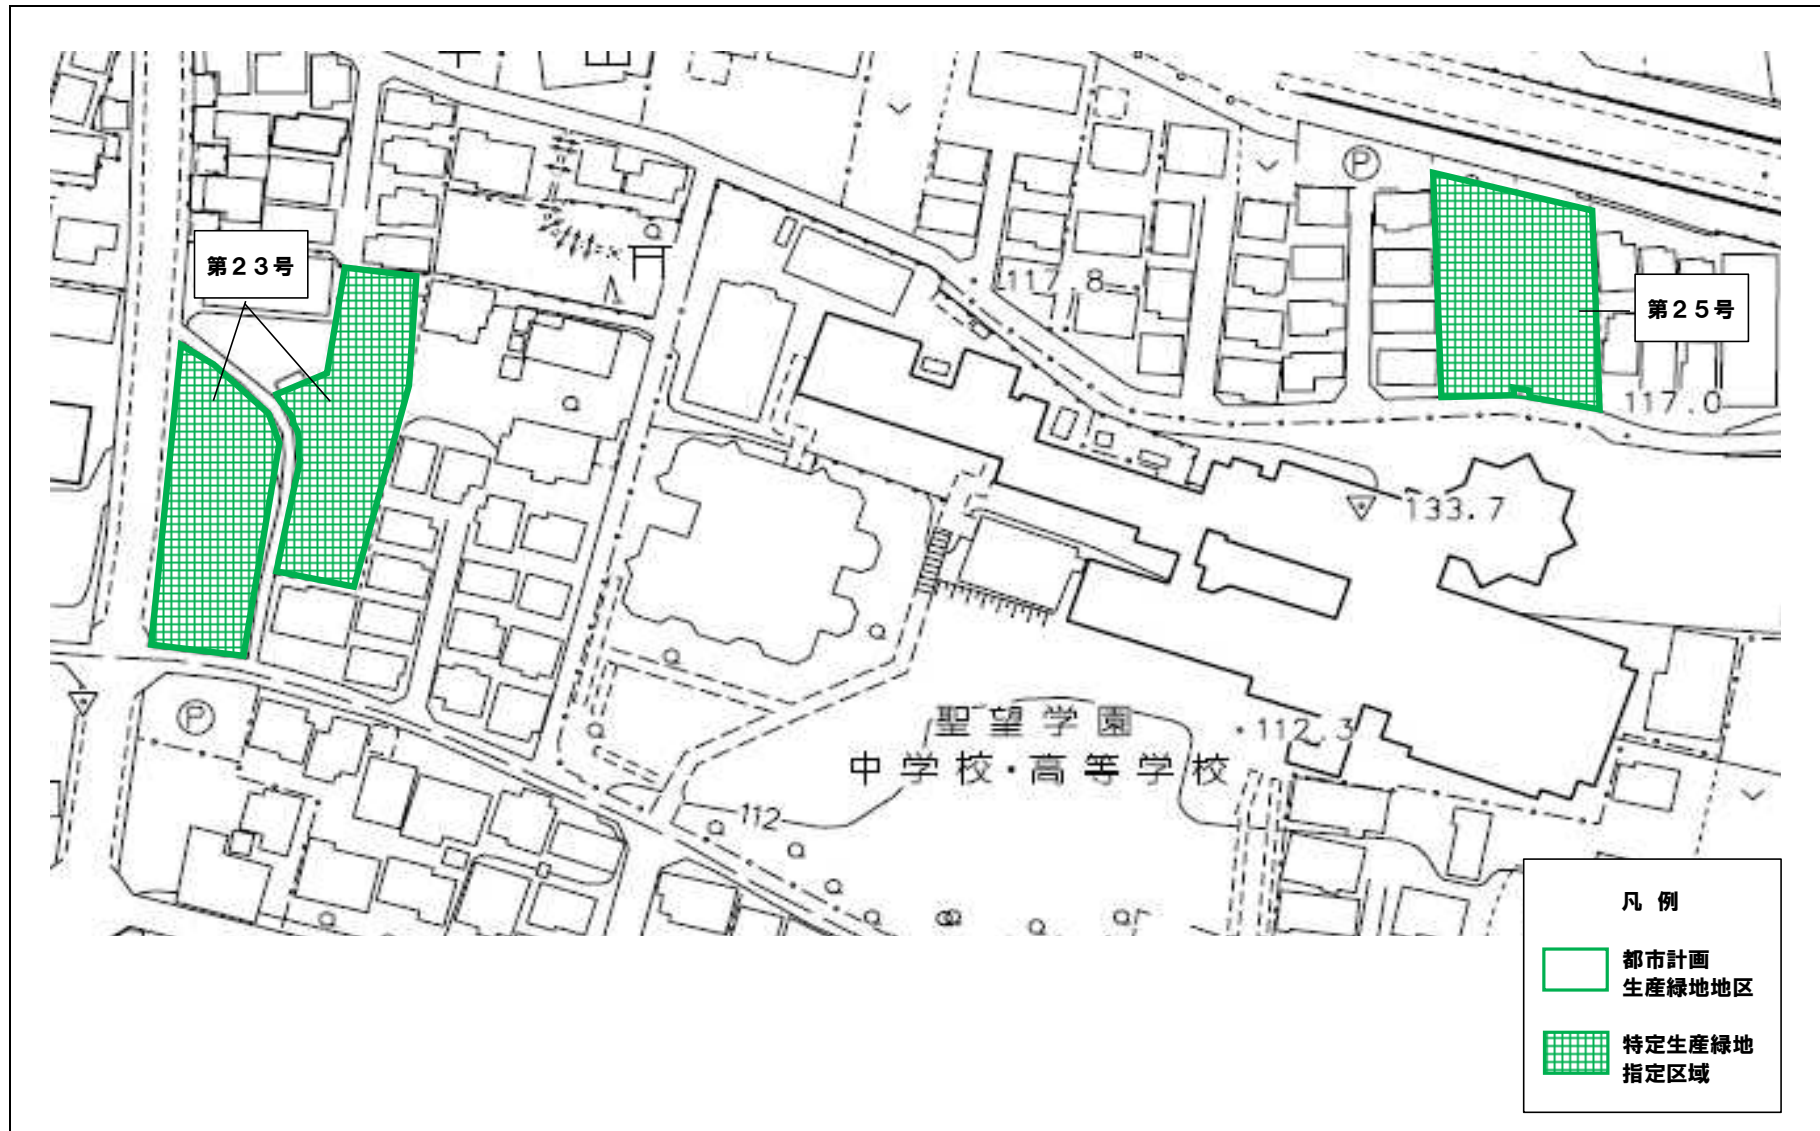 Ⓟ
第２３号
117.8
第２５号
117.0
133.7
Ⓟ
聖望学園
中学校・高等学校
112.3
112
凡 例
都市計画
生産緑地地区
特定生産緑地
指定区域